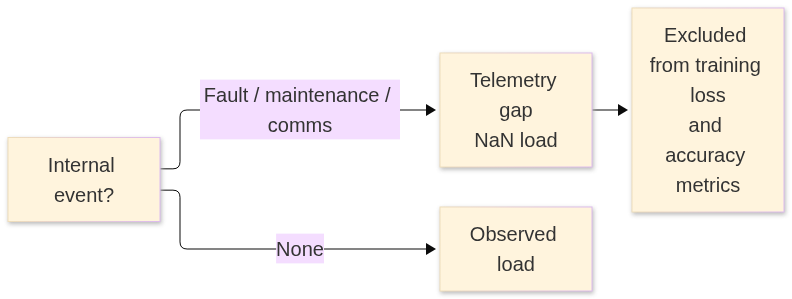 Internal
event?
Fault / maintenance /
comms
None
Telemetry
gap
NaN load
Observed
load
Excluded
from training
loss
and
accuracy
metrics